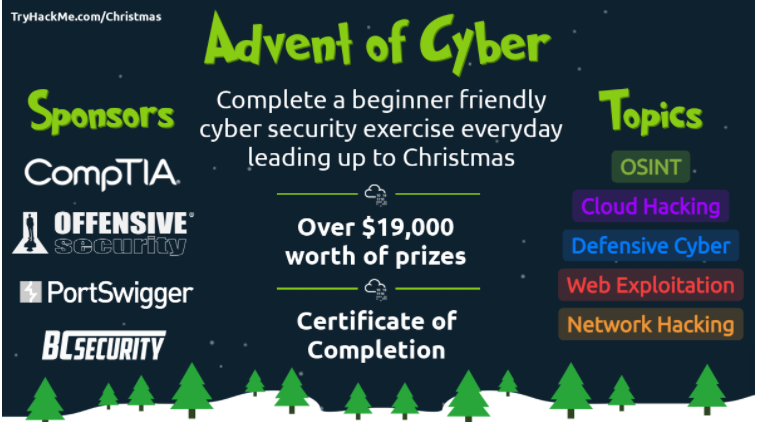 TryHackMe.com/Christmas
Advent of Cyber
Complete a beginner friendly
cyber security exercise everyday
leading up to Christmas
Over $19,000
worth of prizes
Certificate of
Completion
Sponsors
CompTIA.
OFFENSIVE®
security
PortSwigger
BCSECURITY
Topics
OSINT
Cloud Hacking
Defensive Cyber
Web Exploitation
Network Hacking